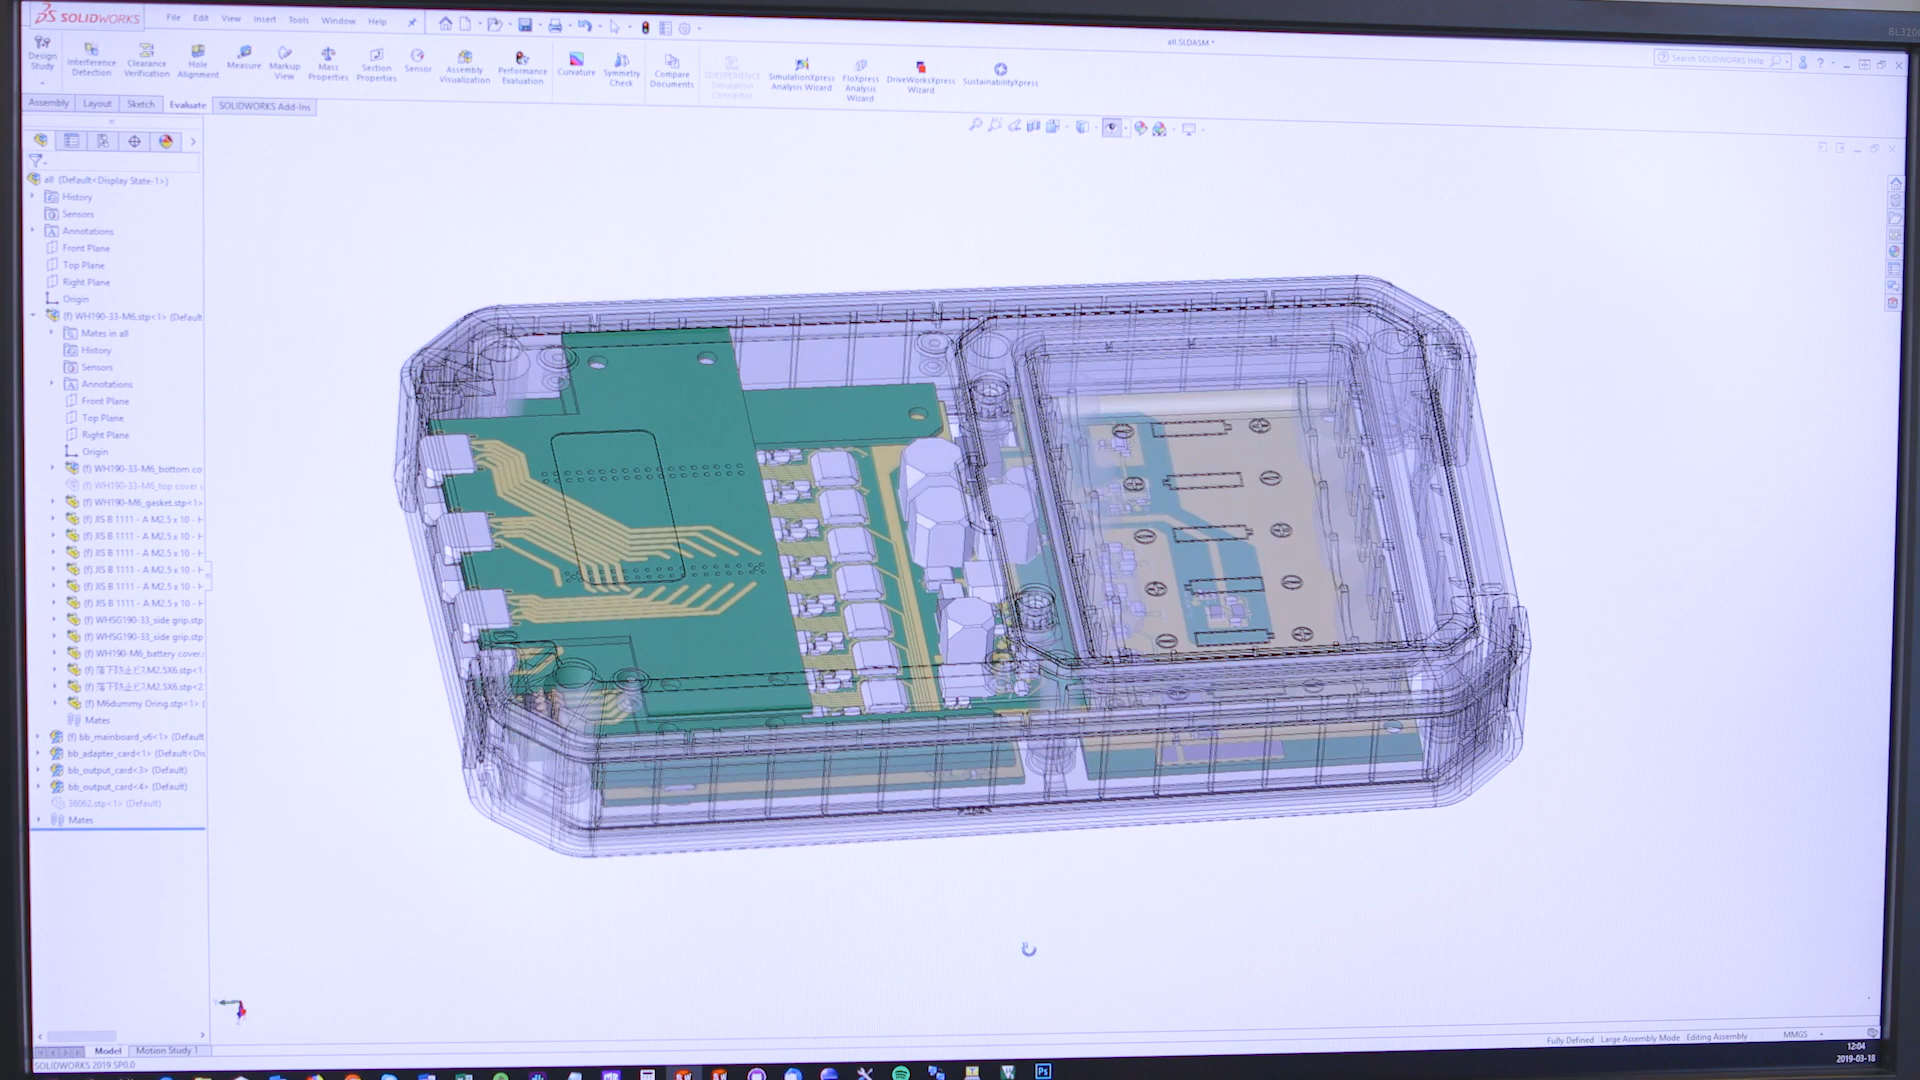 SOLIDWORKS File Edit View Insert Tools Window Help
all.SLDASM *
Search SOLIDWORKS Help
BL320
Design Study
Interference Detection
Clearance Verification
Hole Alignment
Measure
Markup View
Mass Properties
Section Properties
Sensor
Assembly Visualization
Performance Evaluation
Curvature
Symmetry Check
Compare Documents
3DEXPERIENCE Simulation Connector
SimulationXpress Analysis Wizard
FloXpress Analysis Wizard
DriveWorksXpress Wizard
SustainabilityXpress
Assembly Layout Sketch Evaluate SOLIDWORKS Add-Ins
all (Default<Display State-1>)
History
Sensors
Annotations
Front Plane
Top Plane
Right Plane
Origin
(f) WH190-33-M6.stp<1> (Default
Mates in all
History
Sensors
Annotations
Front Plane
Top Plane
Right Plane
Origin
(f) WH190-33-M6_bottom co
(f) WH190-33-M6_top cover
(f) WH190-M6_gasket.stp<1>
(f) JIS B 1111 - A M2.5 x 10 - H
(f) JIS B 1111 - A M2.5 x 10 - H
(f) JIS B 1111 - A M2.5 x 10 - H
(f) JIS B 1111 - A M2.5 x 10 - H
(f) JIS B 1111 - A M2.5 x 10 - H
(f) JIS B 1111 - A M2.5 x 10 - H
(f) WHSG190-33_side grip.stp
(f) WHSG190-33_side grip.stp
(f) WH190-M6_battery cover.
(f) 落下防止ビスM2.5X6.stp<1
(f) 落下防止ビスM2.5X6.stp<2
(f) M6dummy Oring.stp<1> (
Mates
(f) bb_mainboard_v6<1> (Default
bb_adapter_card<1> (Default<Dis
bb_output_card<3> (Default)
bb_output_card<4> (Default)
36062.stp<1> (Default)
Mates
Model Motion Study 1
SOLIDWORKS 2019 SP0.0
Fully Defined Large Assembly Mode Editing Assembly MMGS
12:04
2019-03-18